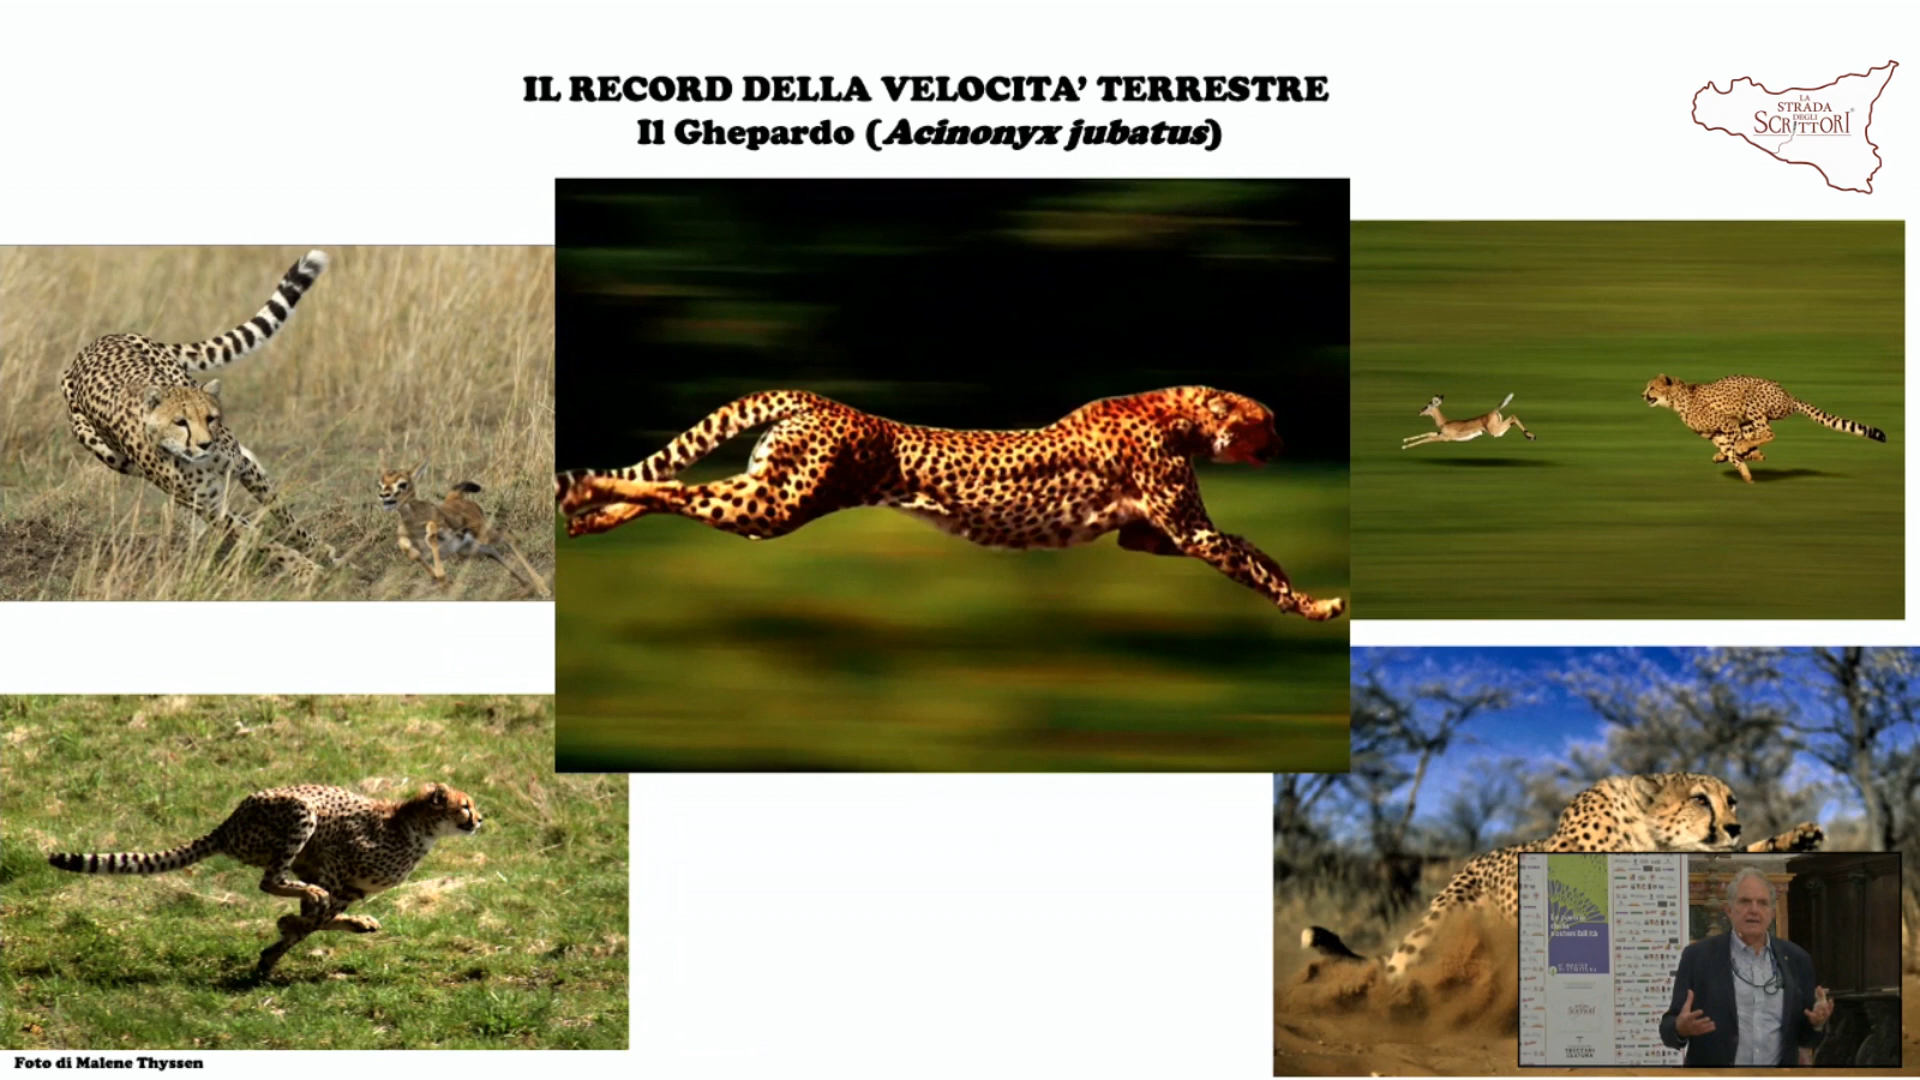 IL RECORD DELLA VELOCITA’ TERRESTRE
Il Ghepardo (Acinonyx jubatus)
LA
STRADA
DEGLI
SCRITTORI
Foto di Malene Thyssen